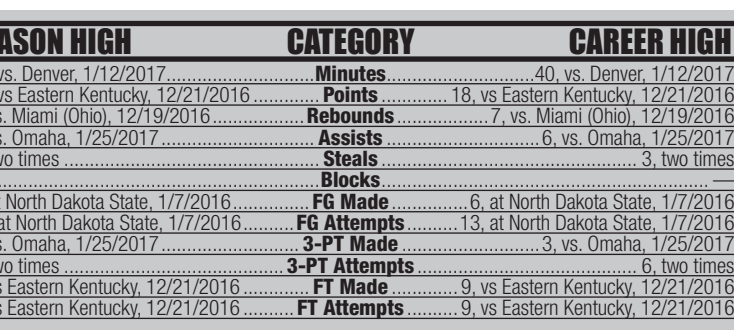 ASON HIGH CATEGORY CAREER HIGH
vs. Denver, 1/12/2017 Minutes 40, vs. Denver, 1/12/2017
vs Eastern Kentucky, 12/21/2016 Points 18, vs Eastern Kentucky, 12/21/2016
s. Miami (Ohio), 12/19/2016 Rebounds 7, vs. Miami (Ohio), 12/19/2016
s. Omaha, 1/25/2017 Assists 6, vs. Omaha, 1/25/2017
wo times Steals 3, two times
Blocks —
t North Dakota State, 1/7/2016 FG Made 6, at North Dakota State, 1/7/2016
at North Dakota State, 1/7/2016 FG Attempts 13, at North Dakota State, 1/7/2016
s. Omaha, 1/25/2017 3-PT Made 3, vs. Omaha, 1/25/2017
wo times 3-PT Attempts 6, two times
s Eastern Kentucky, 12/21/2016 FT Made 9, vs Eastern Kentucky, 12/21/2016
s Eastern Kentucky, 12/21/2016 FT Attempts 9, vs Eastern Kentucky, 12/21/2016